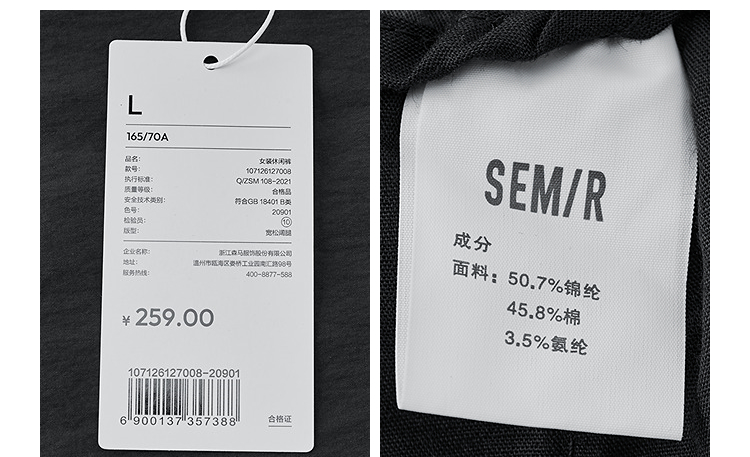 L
165/70A
品名: 女装休闲裤
款号: 107126127008
执行标准: Q/ZSM 108-2021
质量等级: 合格品
安全技术类别: 符合GB 18401 B类
色号: 20901
检验员: 10
版型: 宽松阔腿
企业名称: 浙江森马服饰股份有限公司
地址: 温州市瓯海区娄桥工业园南汇路98号
服务热线: 400-8877-588
¥ 259.00
107126127008-20901
6 900137 357388
合格证
SEM/R
成分
面料: 50.7%锦纶
45.8%棉
3.5%氨纶